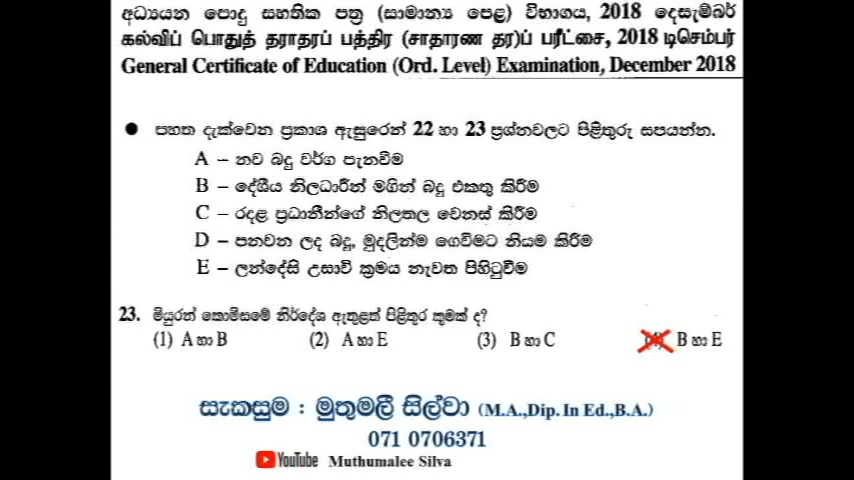 අධ්‍යයන පොදු සහතික පත්‍ර (සාමාන්‍ය පෙළ) විභාගය, 2018 දෙසැම්බර්
கல்விப் பொதுத் தராதரப் பத்திர (சாதாரண தர)ப் பரீட்சை, 2018 டிசெம்பர்
General Certificate of Education (Ord. Level) Examination, December 2018
● පහත දැක්වෙන ප්‍රකාශ ඇසුරෙන් 22 හා 23 ප්‍රශ්නවලට පිළිතුරු සපයන්න.
A – නව බදු වර්ග පැනවීම
B – දේශීය නිලධාරීන් මගින් බදු එකතු කිරීම
C – රදළ ප්‍රධානීන්ගේ නිලතල වෙනස් කිරීම
D – පනවන ලද බදු, මුදලින්ම ගෙවීමට නියම කිරීම
E – ලන්දේසි උසාවි ක්‍රමය නැවත පිහිටුවීම
23. මියුරන් කොමිසමේ නිර්දේශ ඇතුළත් පිළිතුර කුමක් ද?
(1) A හා B (2) A හා E (3) B හා C (4) B හා E
සැකසුම : මුතුමලී සිල්වා (M.A.,Dip. In Ed.,B.A.)
071 0706371
YouTube Muthumalee Silva